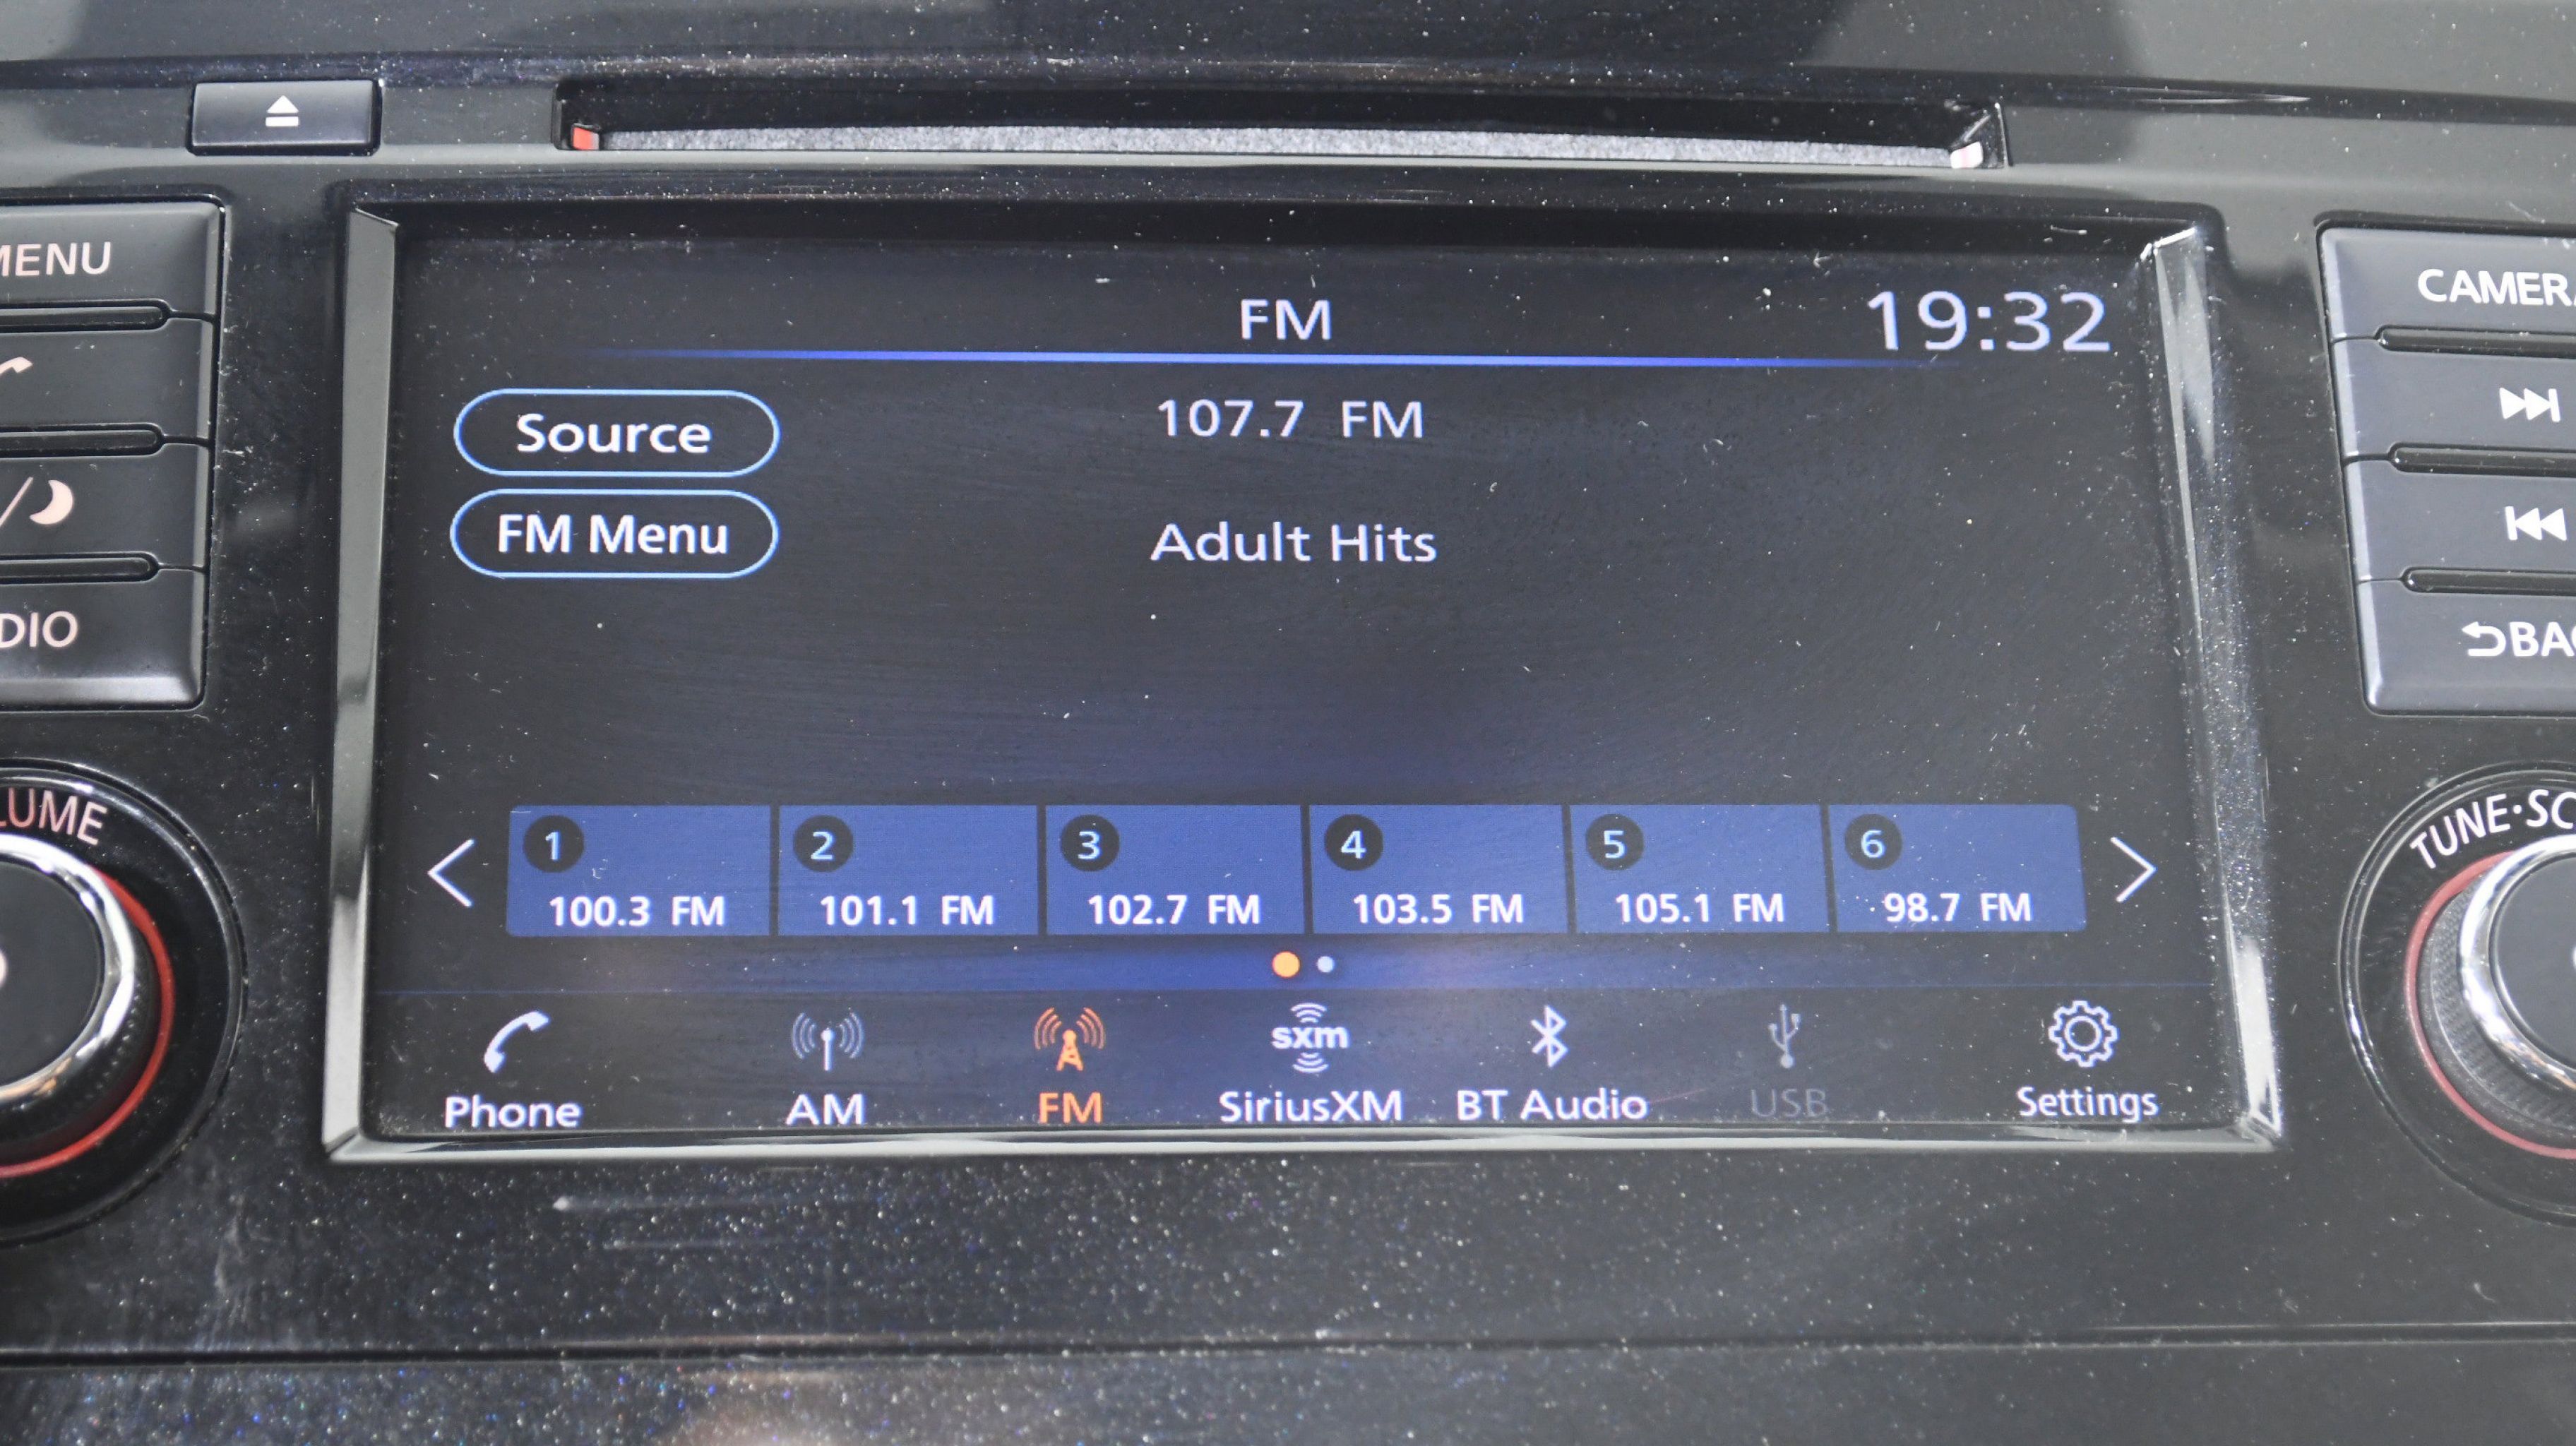 MENU
DIO
UME
FM
19:32
Source
107.7 FM
FM Menu
Adult Hits
1
2
3
4
5
6
100.3 FM
101.1 FM
102.7 FM
103.5 FM
105.1 FM
98.7 FM
sxm
Phone
AM
FM
SiriusXM
BT Audio
USB
Settings
CAMER
BAC
TUNE·SC